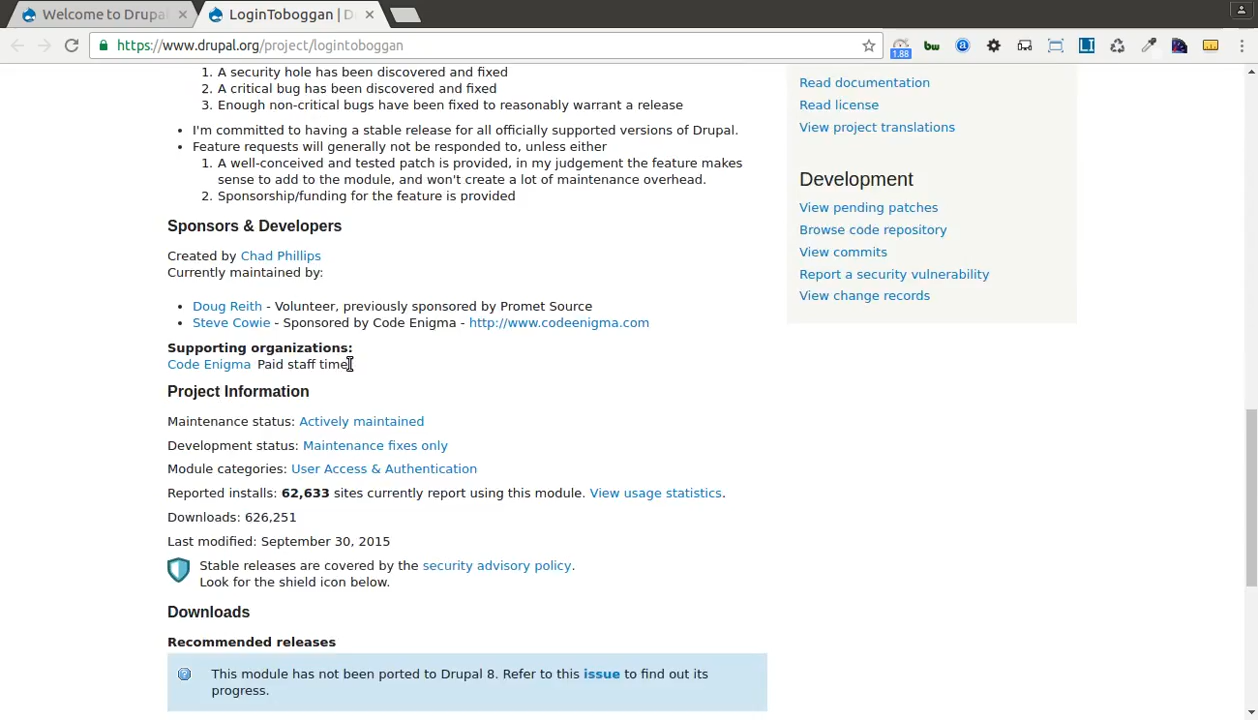 Welcome to Drupa
LoginToboggan | D
https://www.drupal.org/project/logintoboggan
1.88
bw
1. A security hole has been discovered and fixed
2. A critical bug has been discovered and fixed
3. Enough non-critical bugs have been fixed to reasonably warrant a release
• I'm committed to having a stable release for all officially supported versions of Drupal.
• Feature requests will generally not be responded to, unless either
1. A well-conceived and tested patch is provided, in my judgement the feature makes
sense to add to the module, and won't create a lot of maintenance overhead.
2. Sponsorship/funding for the feature is provided
Sponsors & Developers
Created by Chad Phillips
Currently maintained by:
• Doug Reith - Volunteer, previously sponsored by Promet Source
• Steve Cowie - Sponsored by Code Enigma - http://www.codeenigma.com
Supporting organizations:
Code Enigma Paid staff time
Project Information
Maintenance status: Actively maintained
Development status: Maintenance fixes only
Module categories: User Access & Authentication
Reported installs: 62,633 sites currently report using this module. View usage statistics.
Downloads: 626,251
Last modified: September 30, 2015
Stable releases are covered by the security advisory policy.
Look for the shield icon below.
Downloads
Recommended releases
This module has not been ported to Drupal 8. Refer to this issue to find out its
progress.
Read documentation
Read license
View project translations
Development
View pending patches
Browse code repository
View commits
Report a security vulnerability
View change records